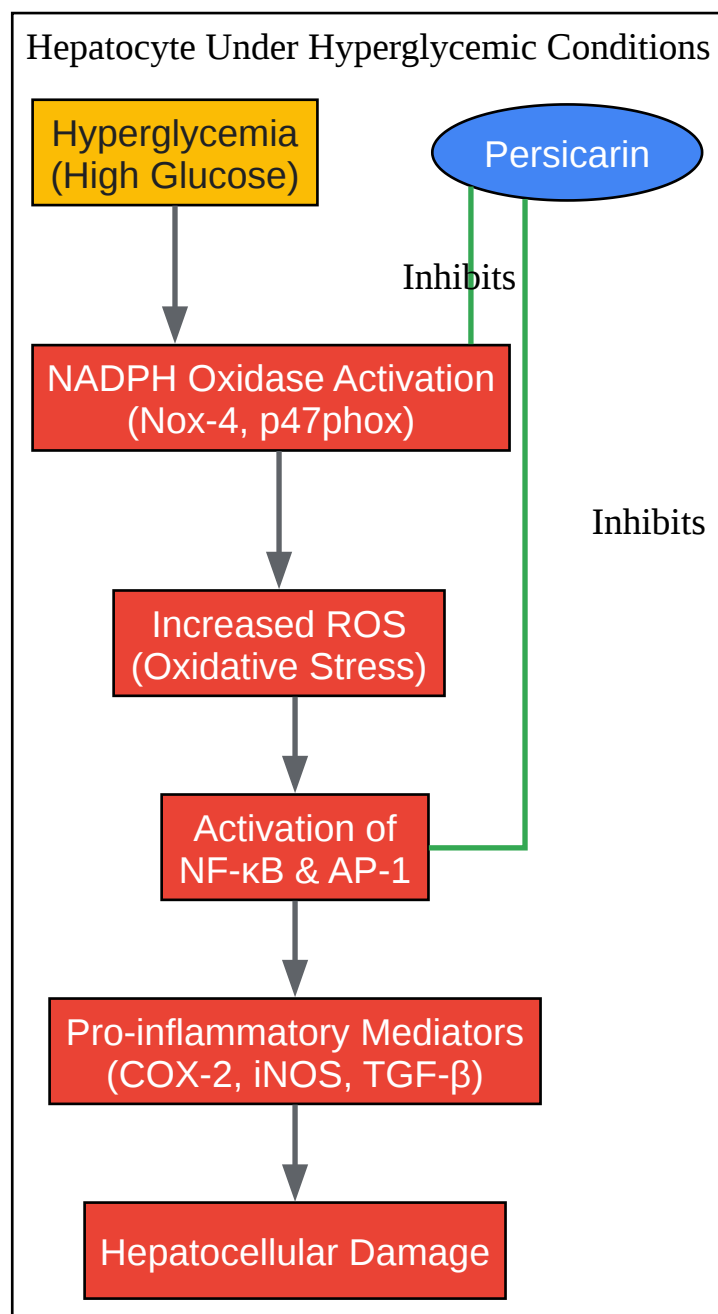 Hepatocyte Under Hyperglycemic Conditions
Hyperglycemia
(High Glucose)
Persicarin
Inhibits
NADPH Oxidase Activation
(Nox-4, p47phox)
Inhibits
Increased ROS
(Oxidative Stress)
Activation of
NF-κB & AP-1
Pro-inflammatory Mediators
(COX-2, iNOS, TGF-β)
Hepatocellular Damage